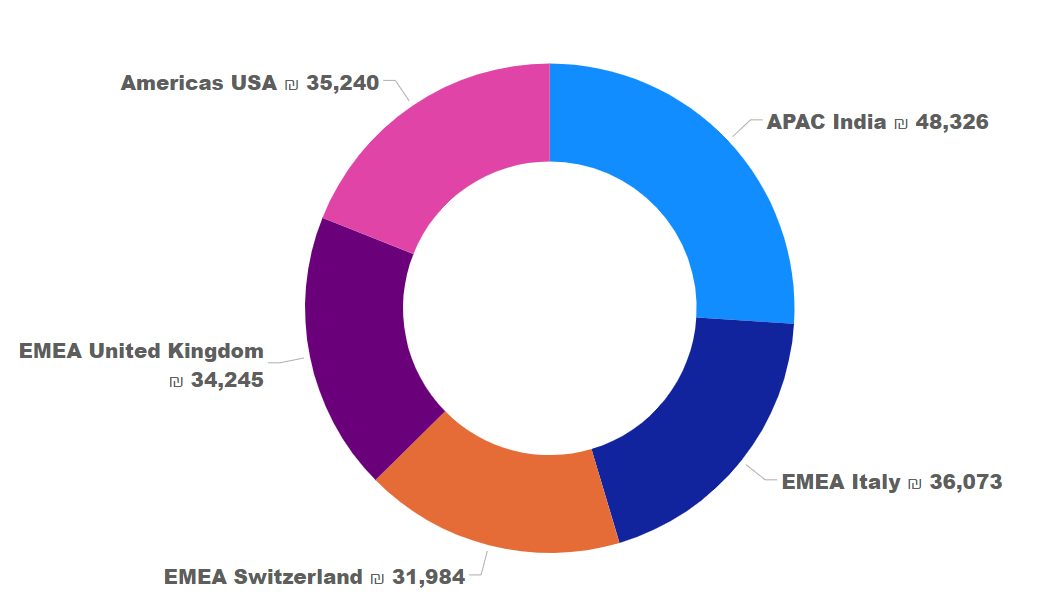 Americas USA ₪ 35,240
APAC India ₪ 48,326
EMEA United Kingdom
₪ 34,245
EMEA Italy ₪ 36,073
EMEA Switzerland ₪ 31,984